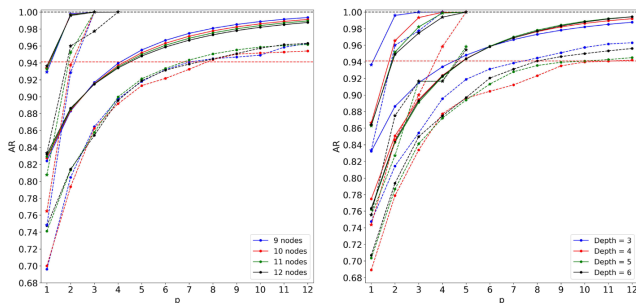 1.00
0.98
0.96
0.94
0.92
0.90
0.88
0.86
0.84
0.82
0.80
0.78
0.76
0.74
0.72
0.70
0.68
AR
1 2 3 4 5 6 7 8 9 10 11 12
p
9 nodes
10 nodes
11 nodes
12 nodes
1.00
0.98
0.96
0.94
0.92
0.90
0.88
0.86
0.84
0.82
0.80
0.78
0.76
0.74
0.72
0.70
0.68
AR
1 2 3 4 5 6 7 8 9 10 11 12
p
Depth = 3
Depth = 4
Depth = 5
Depth = 6